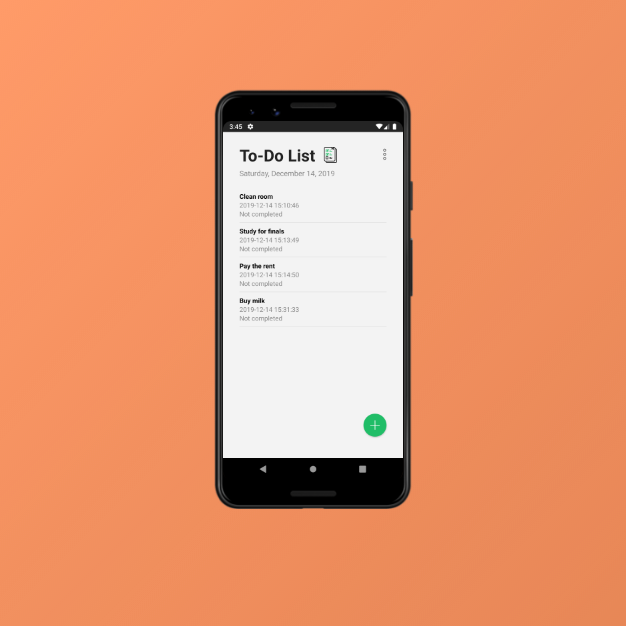 3:45
To-Do List
Saturday, December 14, 2019
Clean room
2019-12-14 15:10:46
Not completed
Study for finals
2019-12-14 15:13:49
Not completed
Pay the rent
2019-12-14 15:14:50
Not completed
Buy milk
2019-12-14 15:31:33
Not completed